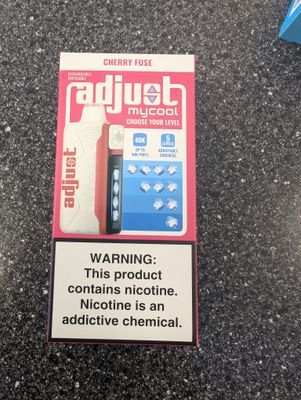 CHERRY FUSE
RECHARGEABLE
DISPOSABLE
adjust
mycool
CHOOSE YOUR LEVEL
adjust
40K
UP TO
40K PUFFS
5
LEVELS
ADJUSTABLE
COOLNESS
WARNING:
This product
contains nicotine.
Nicotine is an
addictive chemical.